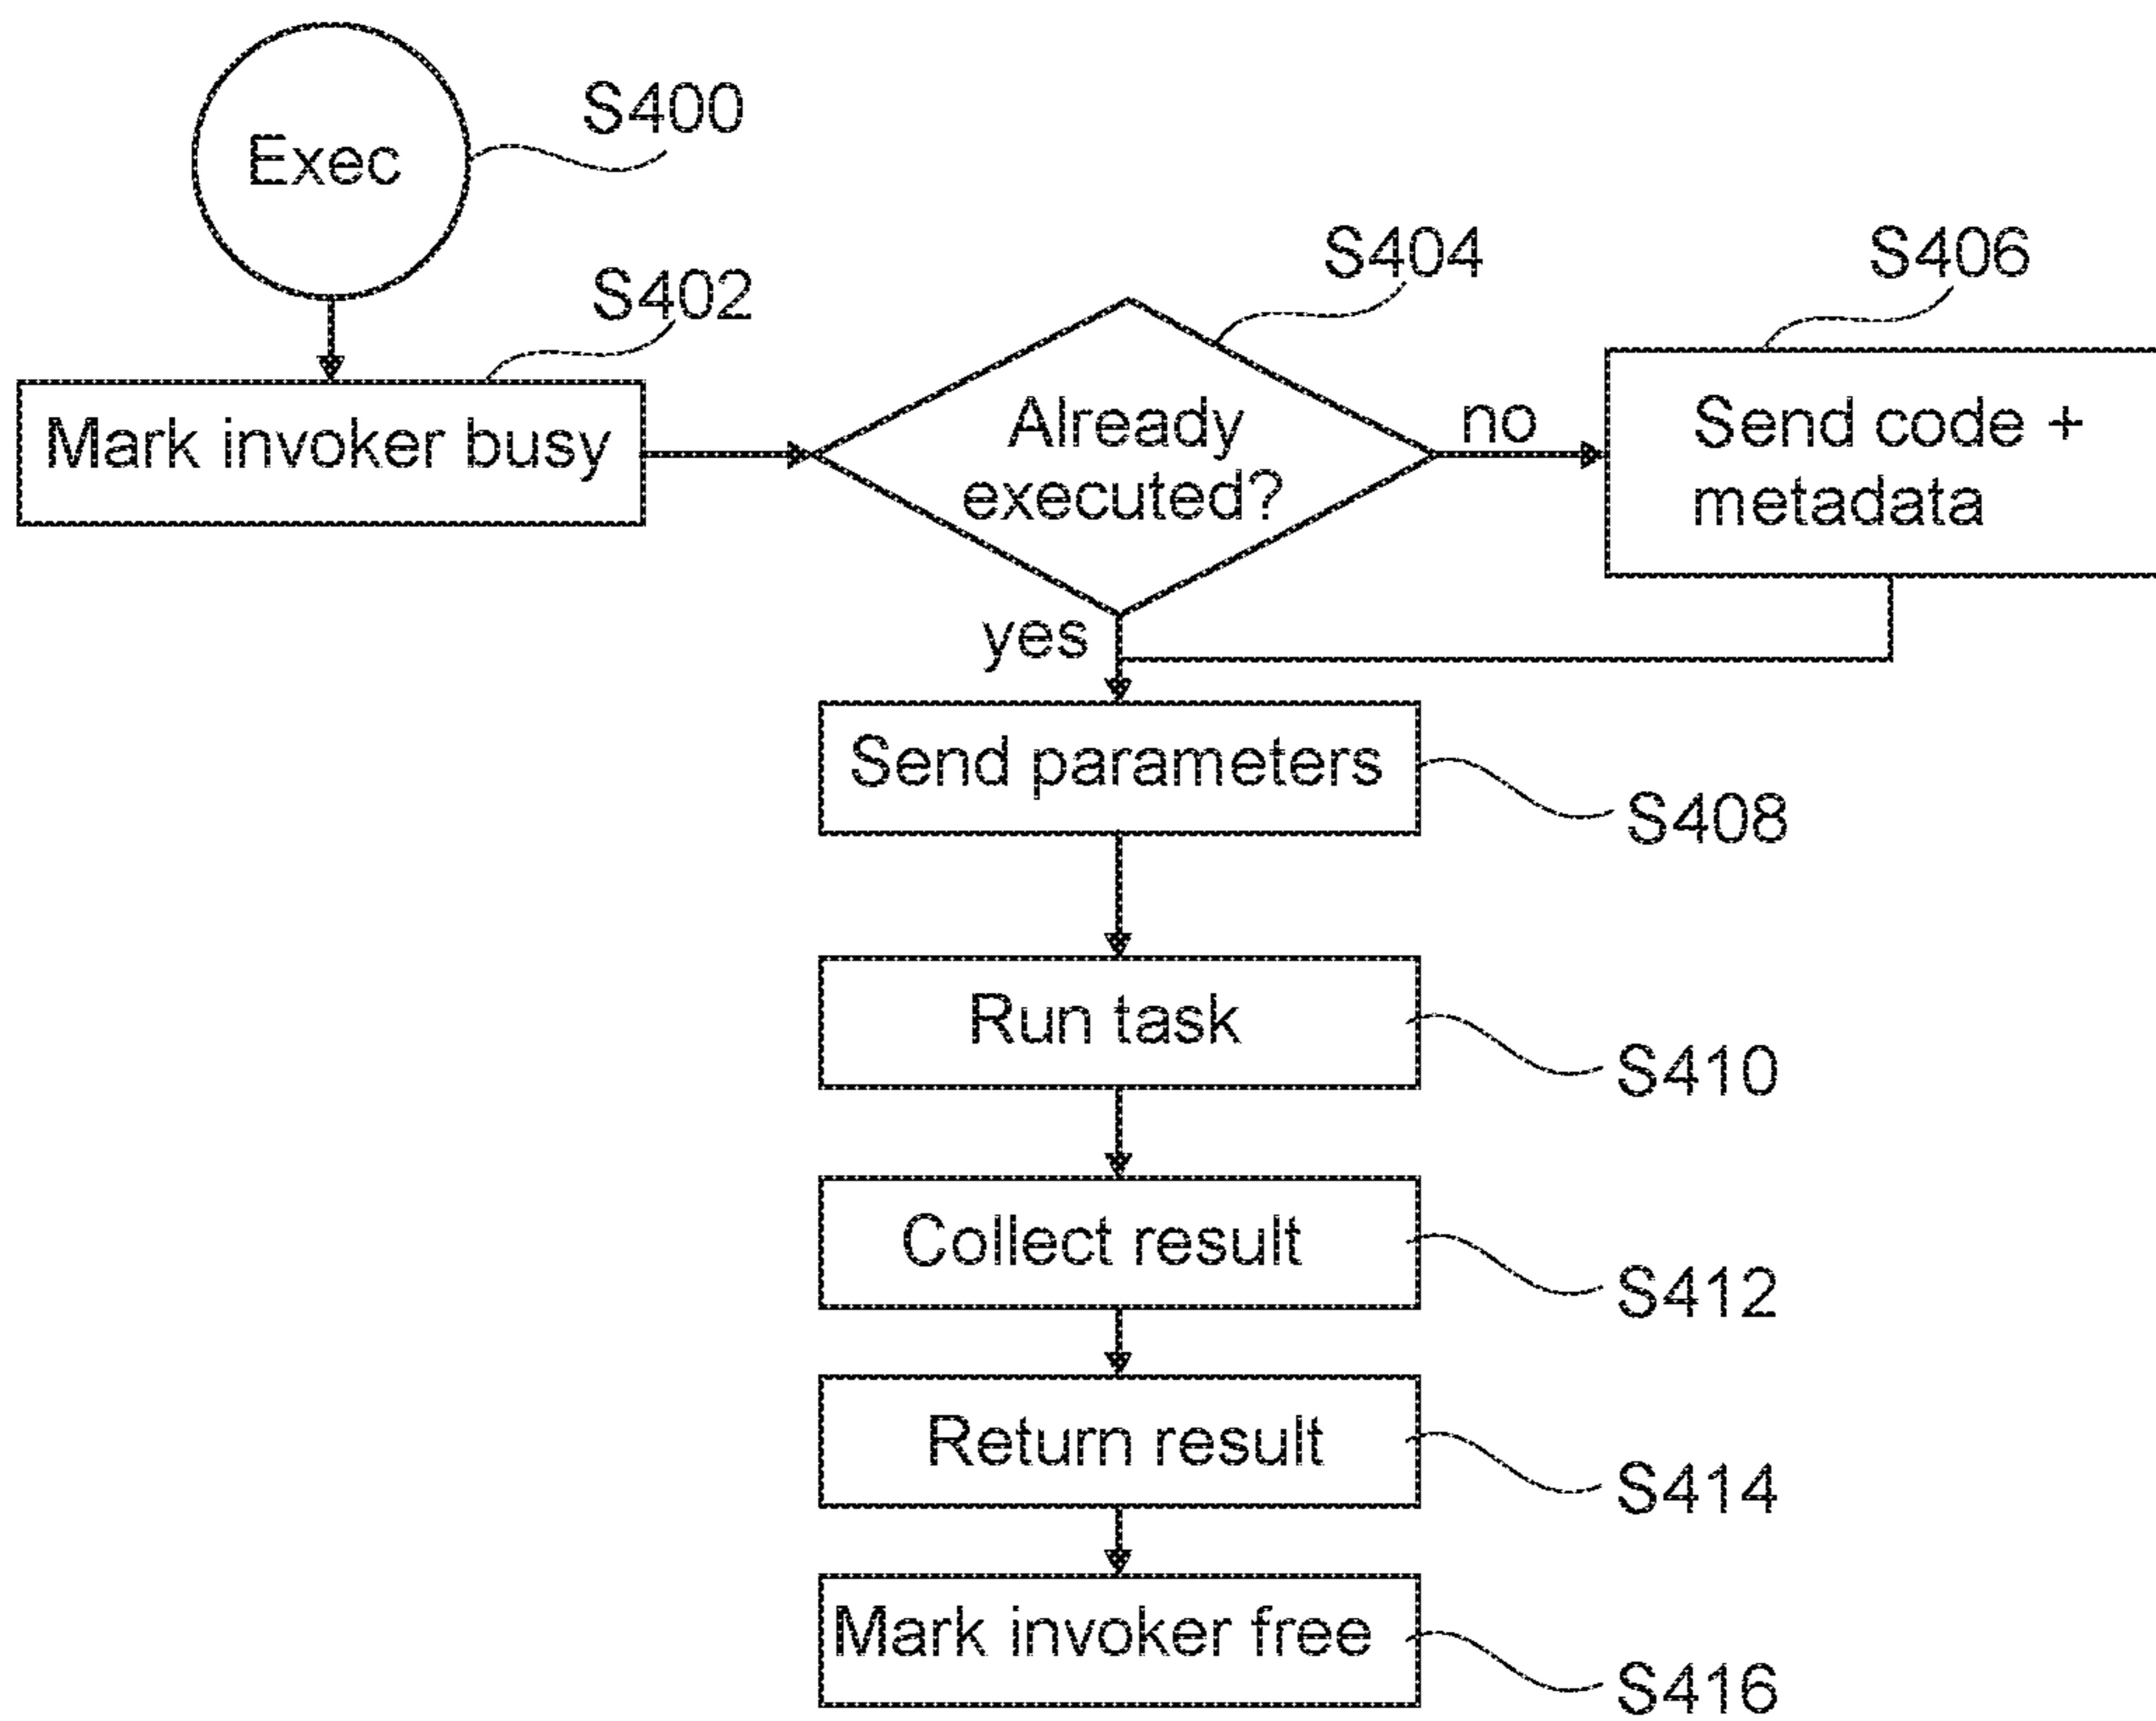 Exec
S400
S402
Mark invoker busy
S404
Already
executed?
no
yes
S406
Send code +
metadata
Send parameters
S408
Run task
S410
Collect result
S412
Return result
S414
Mark invoker free
S416